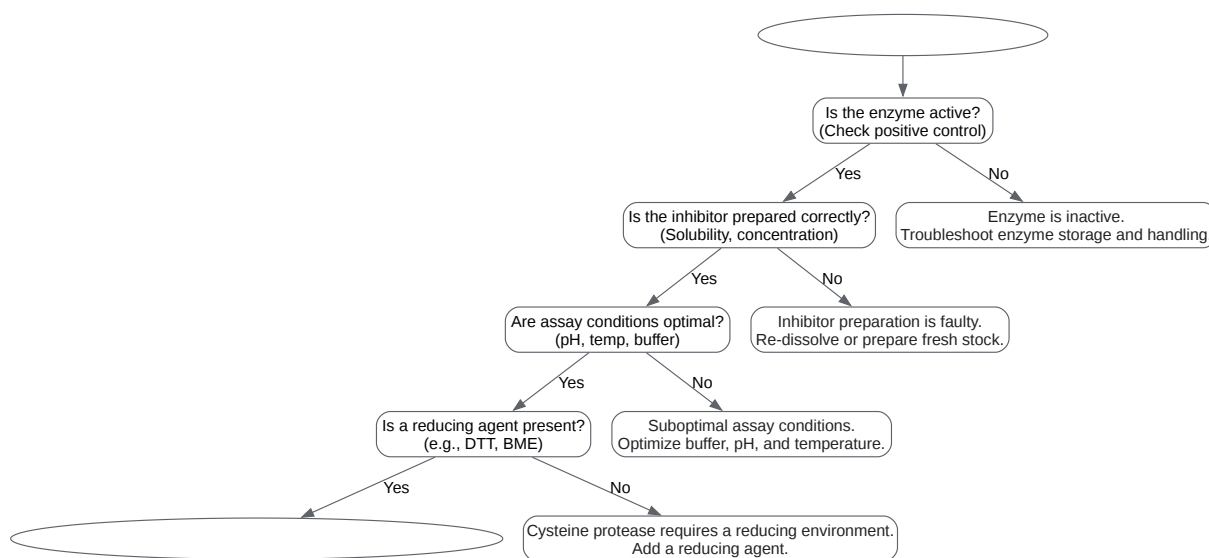 Is the enzyme active?
(Check positive control)
Yes
No
Is the inhibitor prepared correctly?
(Solubility, concentration)
Enzyme is inactive.
Troubleshoot enzyme storage and handling.
Yes
No
Are assay conditions optimal?
(pH, temp, buffer)
Inhibitor preparation is faulty.
Re-dissolve or prepare fresh stock.
Yes
No
Is a reducing agent present?
(e.g., DTT, BME)
Suboptimal assay conditions.
Optimize buffer, pH, and temperature.
Yes
No
Cysteine protease requires a reducing environment.
Add a reducing agent.